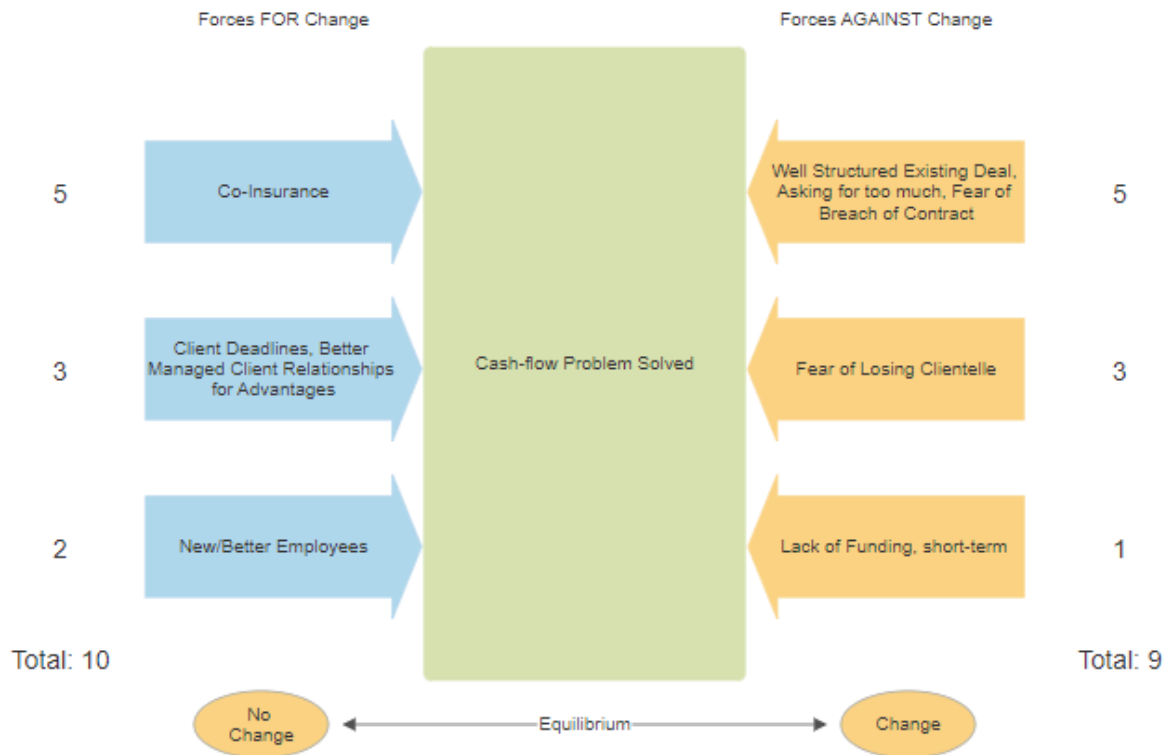 Forces FOR Change
Forces AGAINST Change
5
Co-Insurance
Well Structured Existing Deal,
Asking for too much, Fear of
Breach of Contract
5
3
Client Deadlines, Better
Managed Client Relationships
for Advantages
Cash-flow Problem Solved
Fear of Losing Clientelle
3
2
New/Better Employees
Lack of Funding, short-term
1
Total: 10
Total: 9
No
Change
Equilibrium
Change